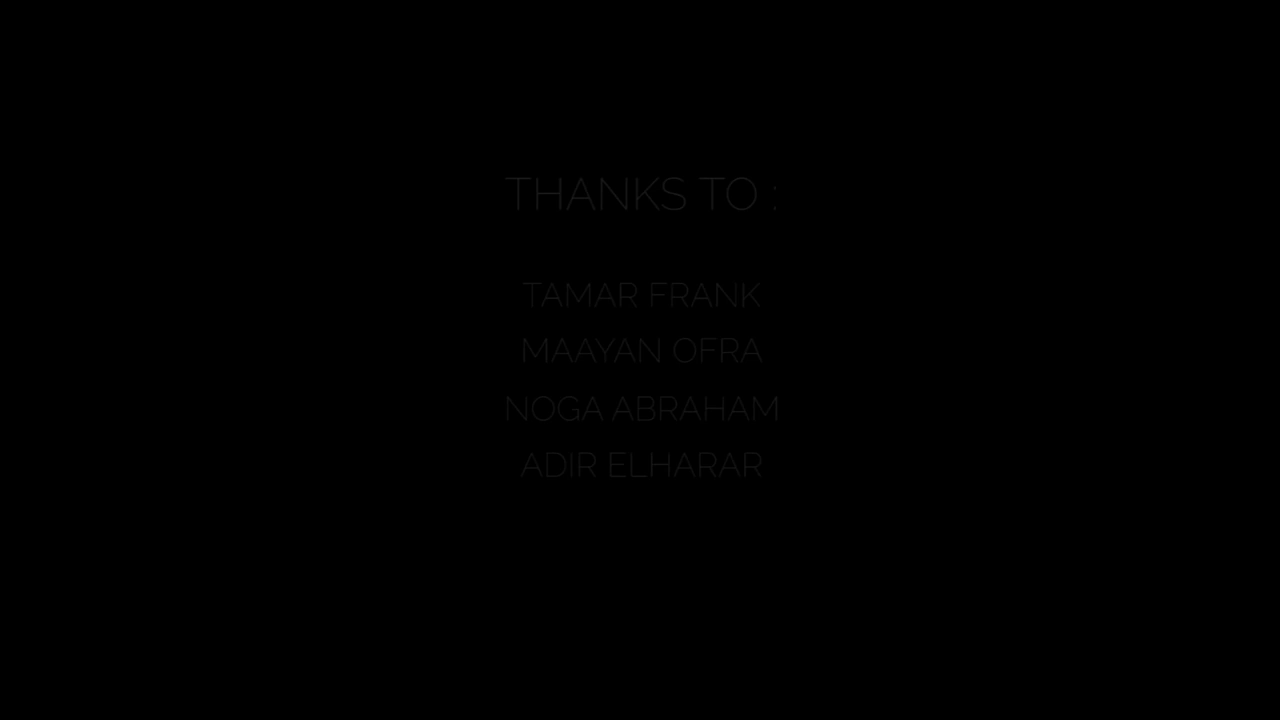 THANKS TO :
TAMAR FRANK
MAAYAN OFRA
NOGA ABRAHAM
ADIR ELHARAR